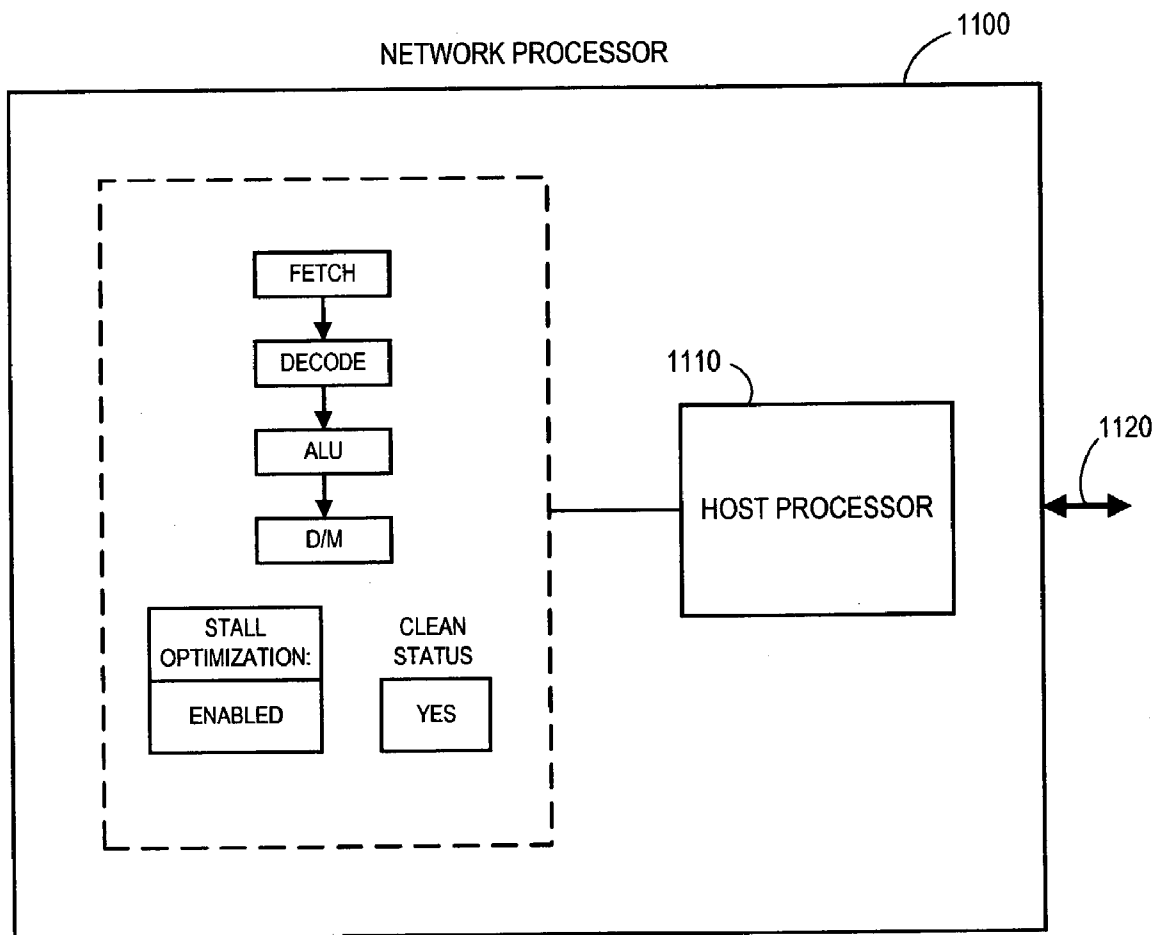 1100
NETWORK PROCESSOR
FETCH
DECODE
ALU
D/M
STALL
OPTIMIZATION:
ENABLED
CLEAN
STATUS
YES
1110
HOST PROCESSOR
1120